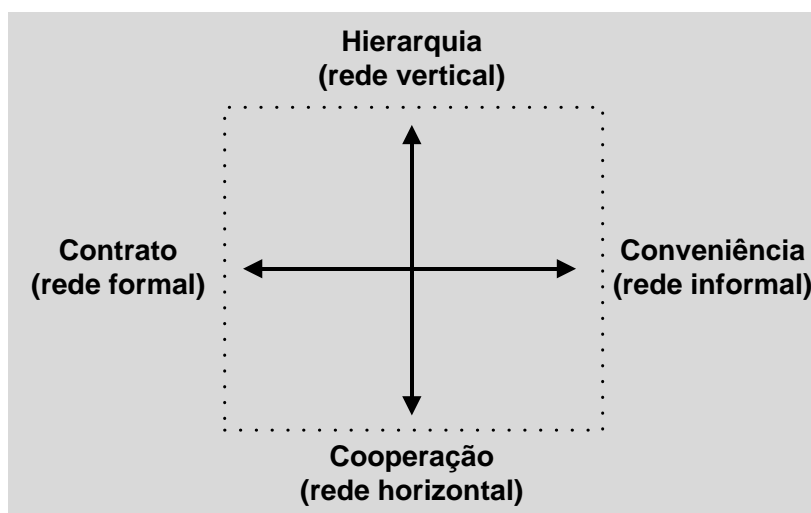 Hierarquia
(rede vertical)
Contrato
(rede formal)
Conveniência
(rede informal)
Cooperação
(rede horizontal)